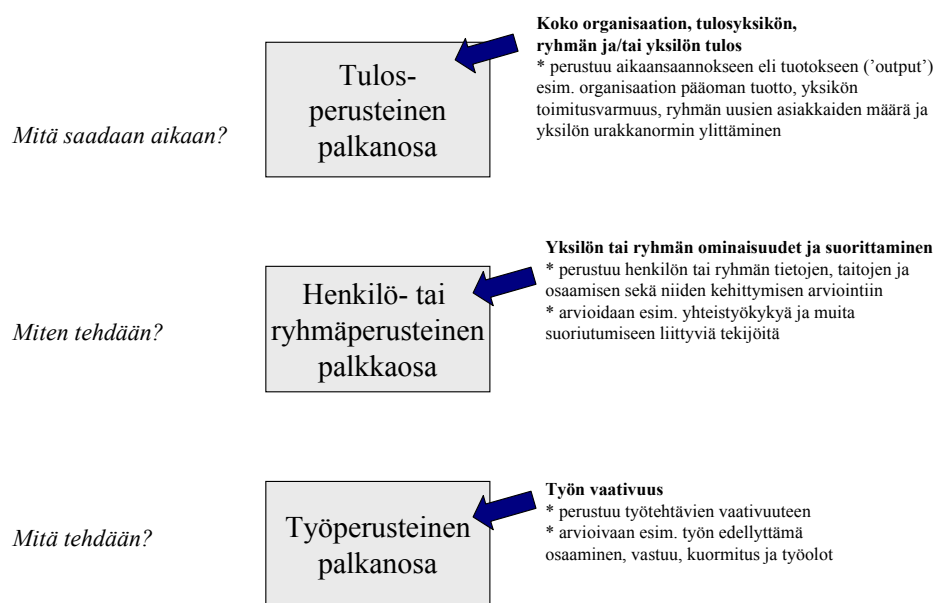 Koko organisaation, tulosyksikön,
ryhmän ja/tai yksilön tulos
* perustuu aikaansaannokseen eli tuotokseen ('output')
esim. organisaation pääoman tuotto, yksikön
toimitusvarmuus, ryhmän uusien asiakkaiden määrä ja
yksilön urakkanormin ylittäminen
Tulos-
perusteinen
palkanosa
Mitä saadaan aikaan?
Yksilön tai ryhmän ominaisuudet ja suorittaminen
* perustuu henkilön tai ryhmän tietojen, taitojen ja
osaamisen sekä niiden kehittymisen arviointiin
* arvioidaan esim. yhteistyökykyä ja muita
suoriutumiseen liittyviä tekijöitä
Henkilö- tai
ryhmäperusteinen
palkkaosa
Miten tehdään?
Työn vaativuus
* perustuu työtehtävien vaativuuteen
* arvioivaan esim. työn edellyttämä
osaaminen, vastuu, kuormitus ja työolot
Työperusteinen
palkanosa
Mitä tehdään?